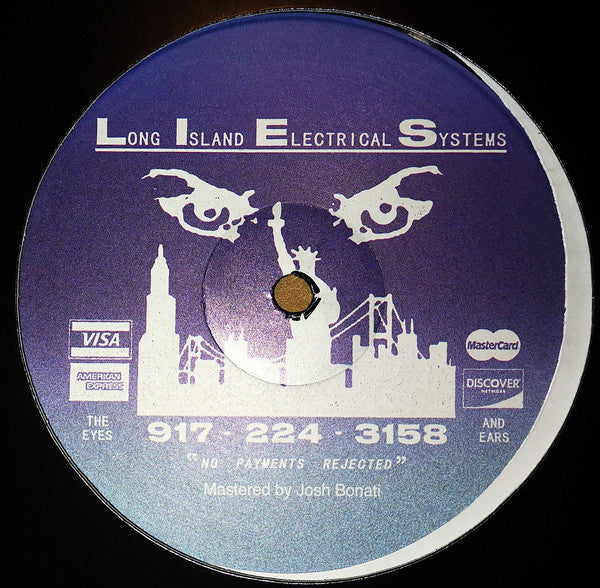 LONG ISLAND ELECTRICAL SYSTEMS
VISA
MasterCard
AMERICAN EXPRESS
DISCOVER
NETWORK
THE EYES
AND EARS
917 - 224 - 3158
"NO PAYMENTS REJECTED"
Mastered by Josh Bonati